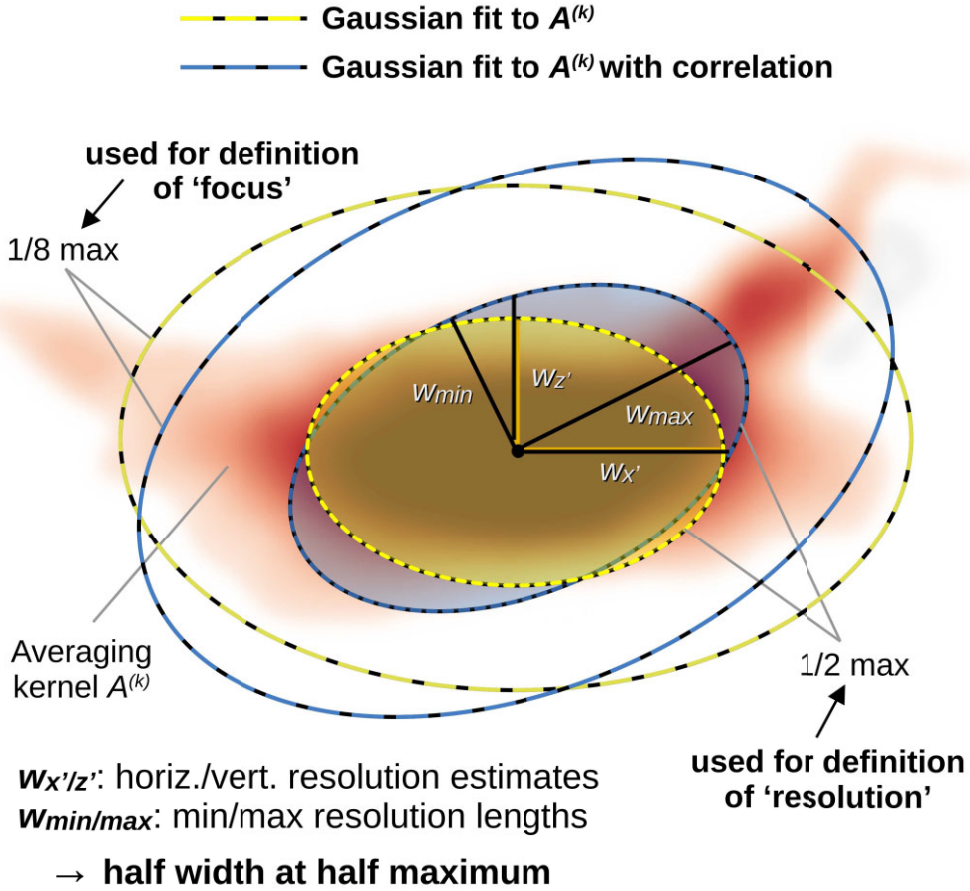 Gaussian fit to A(k)
Gaussian fit to A(k) with correlation
used for definition
of ‘focus’
1/8 max
wmin
wz’
wmax
wx’
Averaging
kernel A(k)
1/2 max
used for definition
of ‘resolution’
wx’/z’: horiz./vert. resolution estimates
wmin/max: min/max resolution lengths
→ half width at half maximum